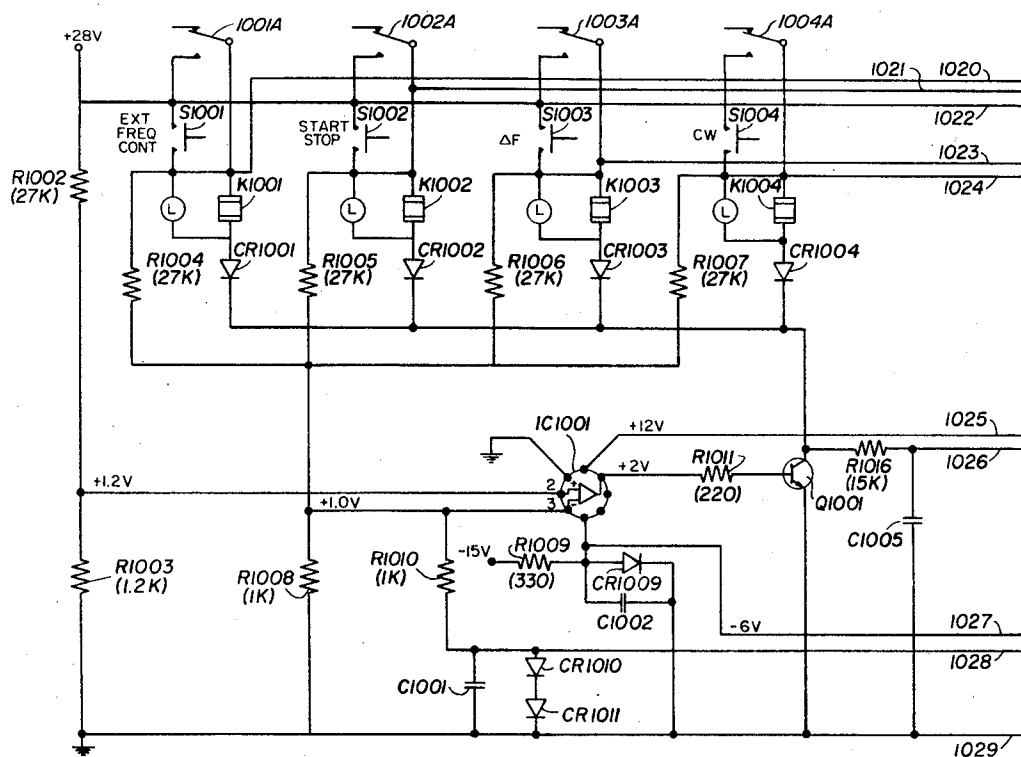 1001A
1002A
1003A
1004A
+28V
1021
1020
1022
EXT
FREQ
CONT
S1001
START
STOP
S1002
ΔF
S1003
CW
S1004
1023
1024
R1002
(27K)
L
K1001
L
K1002
L
K1003
L
K1004
R1004
(27K)
CR1001
R1005
(27K)
CR1002
R1006
(27K)
CR1003
R1007
(27K)
CR1004
IC1001
+12V
1025
1026
+2V
R1011
(220)
R1016
(15K)
Q1001
+1.2V
2
+
+1.0V
3
-
C1005
-15V
R1009
(330)
R1003
(1.2K)
R1008
(1K)
R1010
(1K)
CR1009
C1002
-6V
1027
1028
C1001
CR1010
CR1011
1029